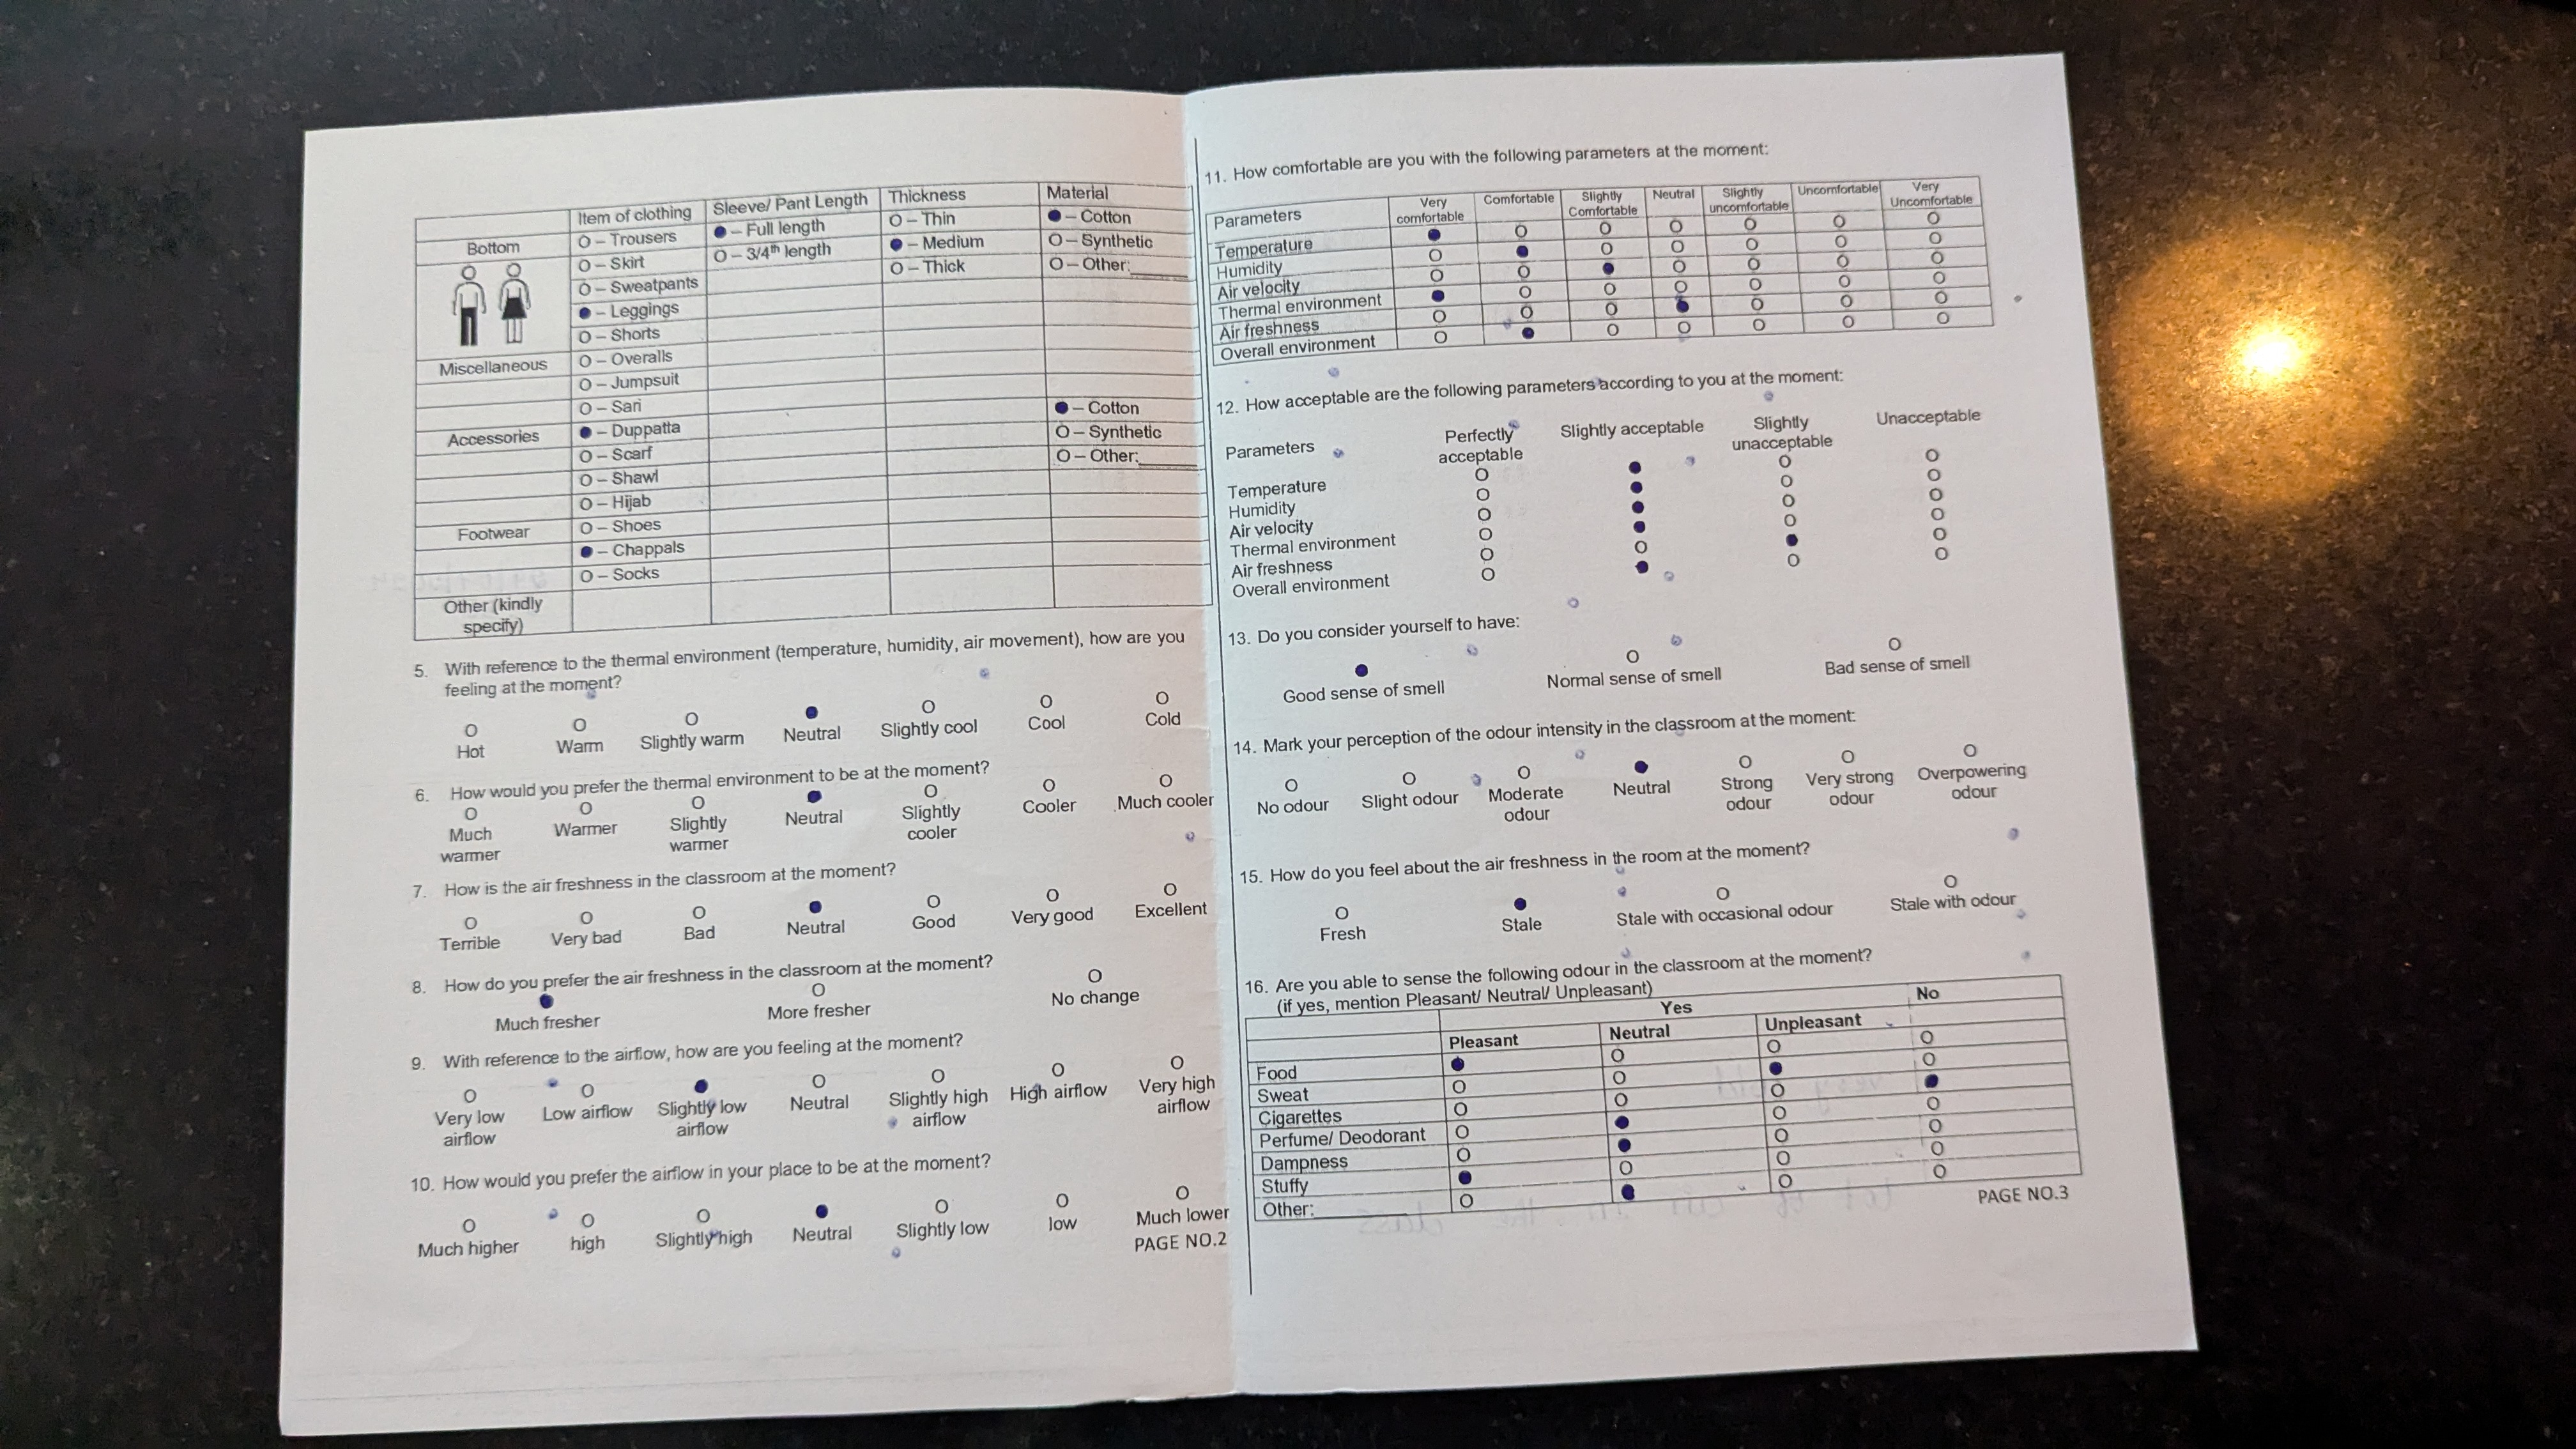 Item of clothing Sleeve/ Pant Length Thickness Material
Bottom O – Trousers ● – Full length O – Thin ● – Cotton
O – Skirt O – 3/4th length ● – Medium O – Synthetic
O – Sweatpants O – Thick O – Other:______
● – Leggings
O – Shorts
Miscellaneous O – Overalls
O – Jumpsuit
O – Sari
Accessories ● – Duppatta ● – Cotton
O – Scarf O – Synthetic
O – Shawl O – Other:______
O – Hijab
Footwear O – Shoes
● – Chappals
O – Socks
Other (kindly
specify)
5. With reference to the thermal environment (temperature, humidity, air movement), how are you
feeling at the moment?
O O O ● O O O
Hot Warm Slightly warm Neutral Slightly cool Cool Cold
6. How would you prefer the thermal environment to be at the moment?
O O O ● O O O
Much Warmer Slightly Neutral Slightly Cooler Much cooler
warmer warmer cooler
7. How is the air freshness in the classroom at the moment?
O O O ● O O O
Terrible Very bad Bad Neutral Good Very good Excellent
8. How do you prefer the air freshness in the classroom at the moment?
● O O
Much fresher More fresher No change
9. With reference to the airflow, how are you feeling at the moment?
O O ● O O O O
Very low Low airflow Slightly low Neutral Slightly high High airflow Very high
airflow airflow airflow airflow
10. How would you prefer the airflow in your place to be at the moment?
O O O ● O O O
Much higher high Slightly high Neutral Slightly low low Much lower
PAGE NO.2
11. How comfortable are you with the following parameters at the moment:
Parameters Very Comfortable Slightly Neutral Slightly Uncomfortable Very
comfortable Comfortable uncomfortable Uncomfortable
Temperature ● O O O O O O
Humidity O ● O O O O O
Air velocity O O ● O O O O
Thermal environment ● O O O O O O
Air freshness O O O ● O O O
Overall environment O ● O O O O O
12. How acceptable are the following parameters according to you at the moment:
Parameters Perfectly Slightly acceptable Slightly Unacceptable
acceptable unacceptable
Temperature O ● O O
Humidity O ● O O
Air velocity O ● O O
Thermal environment O ● O O
Air freshness O O ● O
Overall environment O ● O O
13. Do you consider yourself to have:
● O O
Good sense of smell Normal sense of smell Bad sense of smell
14. Mark your perception of the odour intensity in the classroom at the moment:
O O O ● O O O
No odour Slight odour Moderate Neutral Strong Very strong Overpowering
odour odour odour odour
15. How do you feel about the air freshness in the room at the moment?
O ● O O
Fresh Stale Stale with occasional odour Stale with odour
16. Are you able to sense the following odour in the classroom at the moment?
(if yes, mention Pleasant/ Neutral/ Unpleasant)
Yes No
Pleasant Neutral Unpleasant
Food ● O O O
Sweat O O ● O
Cigarettes O O O ●
Perfume/ Deodorant O ● O O
Dampness O ● O O
Stuffy ● O O O
Other:__________ O ● O O
PAGE NO.3